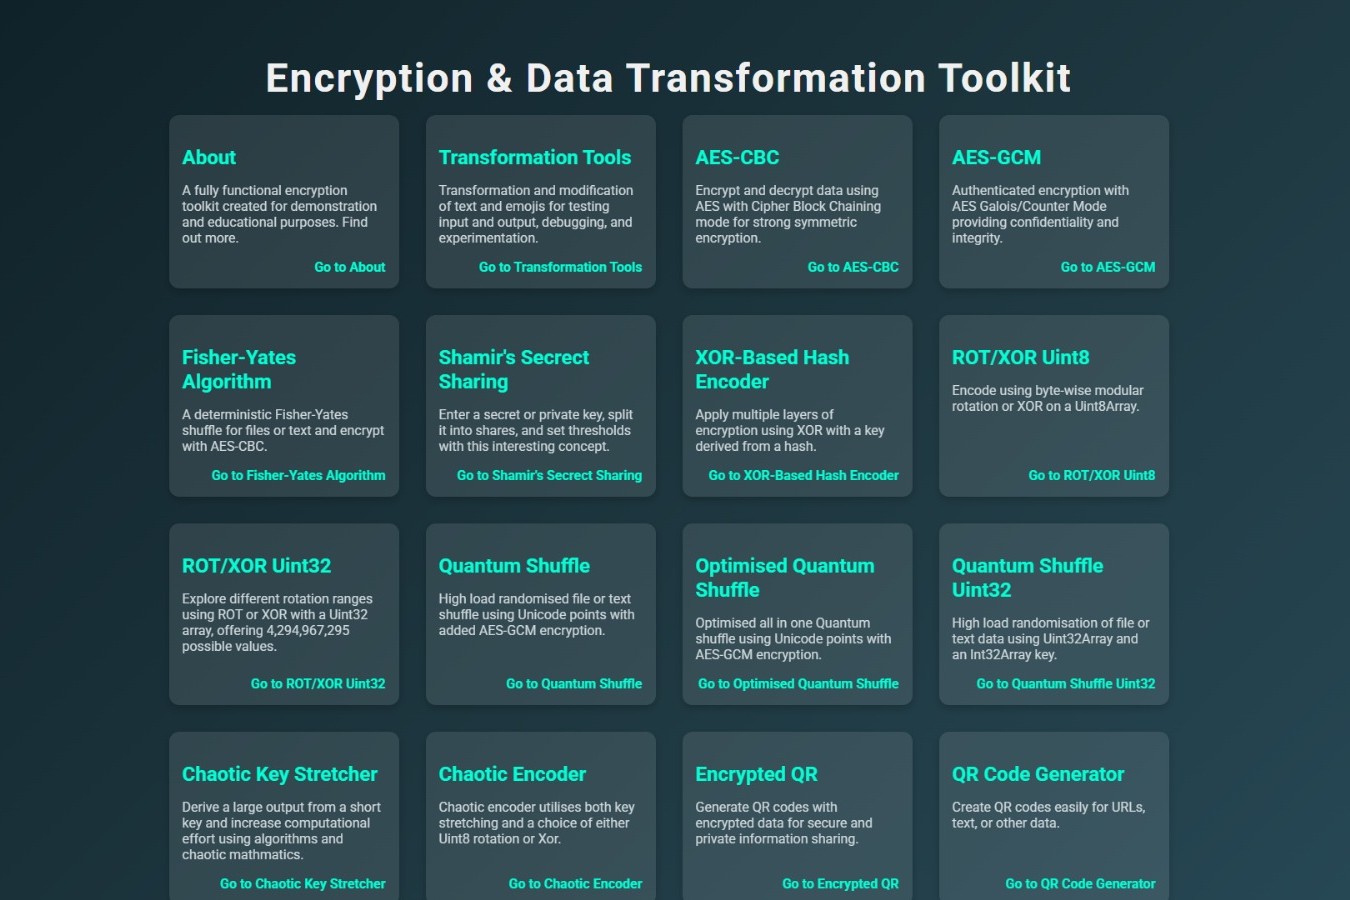 Encryption & Data Transformation Toolkit
About
A fully functional encryption
toolkit created for demonstration
and educational purposes. Find
out more.
Go to About
Transformation Tools
Transformation and modification
of text and emojis for testing
input and output, debugging, and
experimentation.
Go to Transformation Tools
AES-CBC
Encrypt and decrypt data using
AES with Cipher Block Chaining
mode for strong symmetric
encryption.
Go to AES-CBC
AES-GCM
Authenticated encryption with
AES Galois/Counter Mode
providing confidentiality and
integrity.
Go to AES-GCM
Fisher-Yates
Algorithm
A deterministic Fisher-Yates
shuffle for files or text and encrypt
with AES-CBC.
Go to Fisher-Yates Algorithm
Shamir's Secrect
Sharing
Enter a secret or private key, split
it into shares, and set thresholds
with this interesting concept.
Go to Shamir's Secrect Sharing
XOR-Based Hash
Encoder
Apply multiple layers of
encryption using XOR with a key
derived from a hash.
Go to XOR-Based Hash Encoder
ROT/XOR Uint8
Encode using byte-wise modular
rotation or XOR on a Uint8Array.
Go to ROT/XOR Uint8
ROT/XOR Uint32
Explore different rotation ranges
using ROT or XOR with a Uint32
array, offering 4,294,967,295
possible values.
Go to ROT/XOR Uint32
Quantum Shuffle
High load randomised file or text
shuffle using Unicode points with
added AES-GCM encryption.
Go to Quantum Shuffle
Optimised Quantum
Shuffle
Optimised all in one Quantum
shuffle using Unicode points with
AES-GCM encryption.
Go to Optimised Quantum Shuffle
Quantum Shuffle
Uint32
High load randomisation of file or
text data using Uint32Array and
an Int32Array key.
Go to Quantum Shuffle Uint32
Chaotic Key Stretcher
Derive a large output from a short
key and increase computational
effort using algorithms and
chaotic mathmatics.
Go to Chaotic Key Stretcher
Chaotic Encoder
Chaotic encoder utilises both key
stretching and a choice of either
Uint8 rotation or Xor.
Go to Chaotic Encoder
Encrypted QR
Generate QR codes with
encrypted data for secure and
private information sharing.
Go to Encrypted QR
QR Code Generator
Create QR codes easily for URLs,
text, or other data.
Go to QR Code Generator